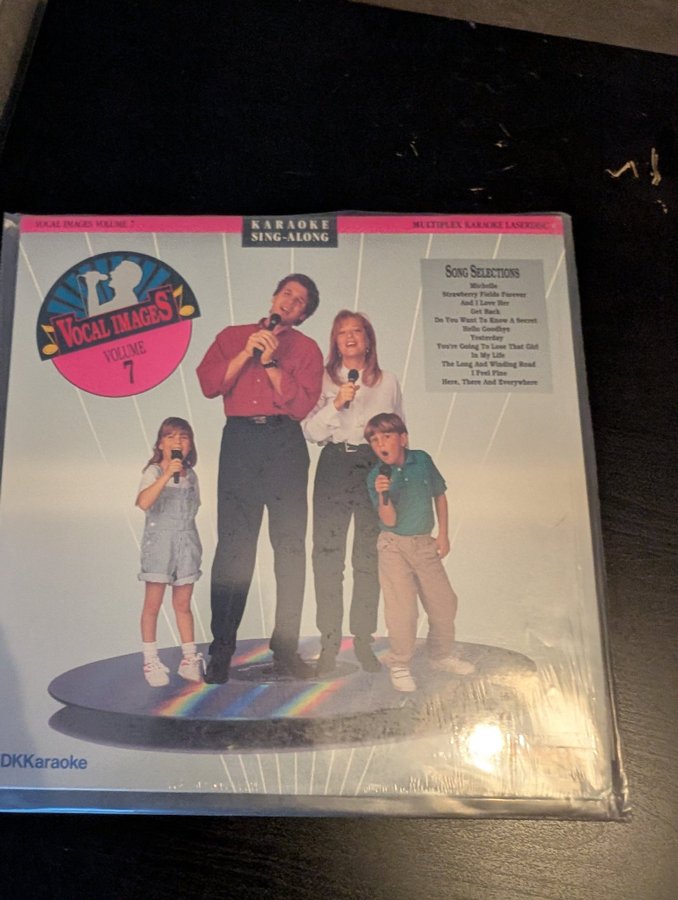 VOCAL IMAGES VOLUME 7
KARAOKE
SING-ALONG
MULTIPLEX KARAOKE LASERDISC
VOCAL IMAGES
VOLUME
7
SONG SELECTIONS
Michelle
Strawberry Fields Forever
And I Love Her
Get Back
Do You Want To Know A Secret
Hello Goodbye
Yesterday
You're Going To Lose That Girl
In My Life
The Long And Winding Road
I Feel Fine
Here, There And Everywhere
DKKaraoke